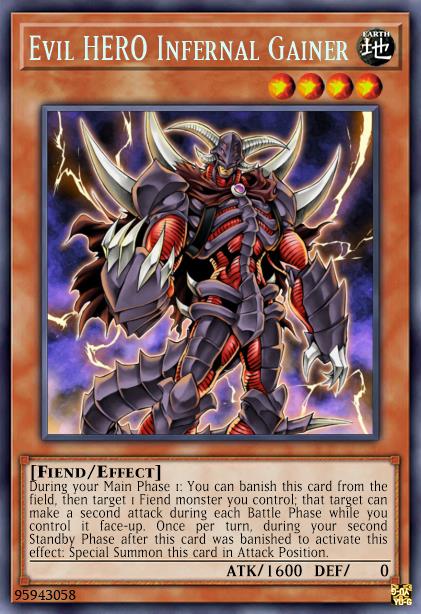 Evil HERO Infernal Gainer
EARTH
地
[Fiend/Effect]
During your Main Phase 1: You can banish this card from the
field, then target 1 Fiend monster you control; that target can
make a second attack during each Battle Phase while you
control it face-up. Once per turn, during your second
Standby Phase after this card was banished to activate this
effect: Special Summon this card in Attack Position.
ATK/1600 DEF/ 0
95943058